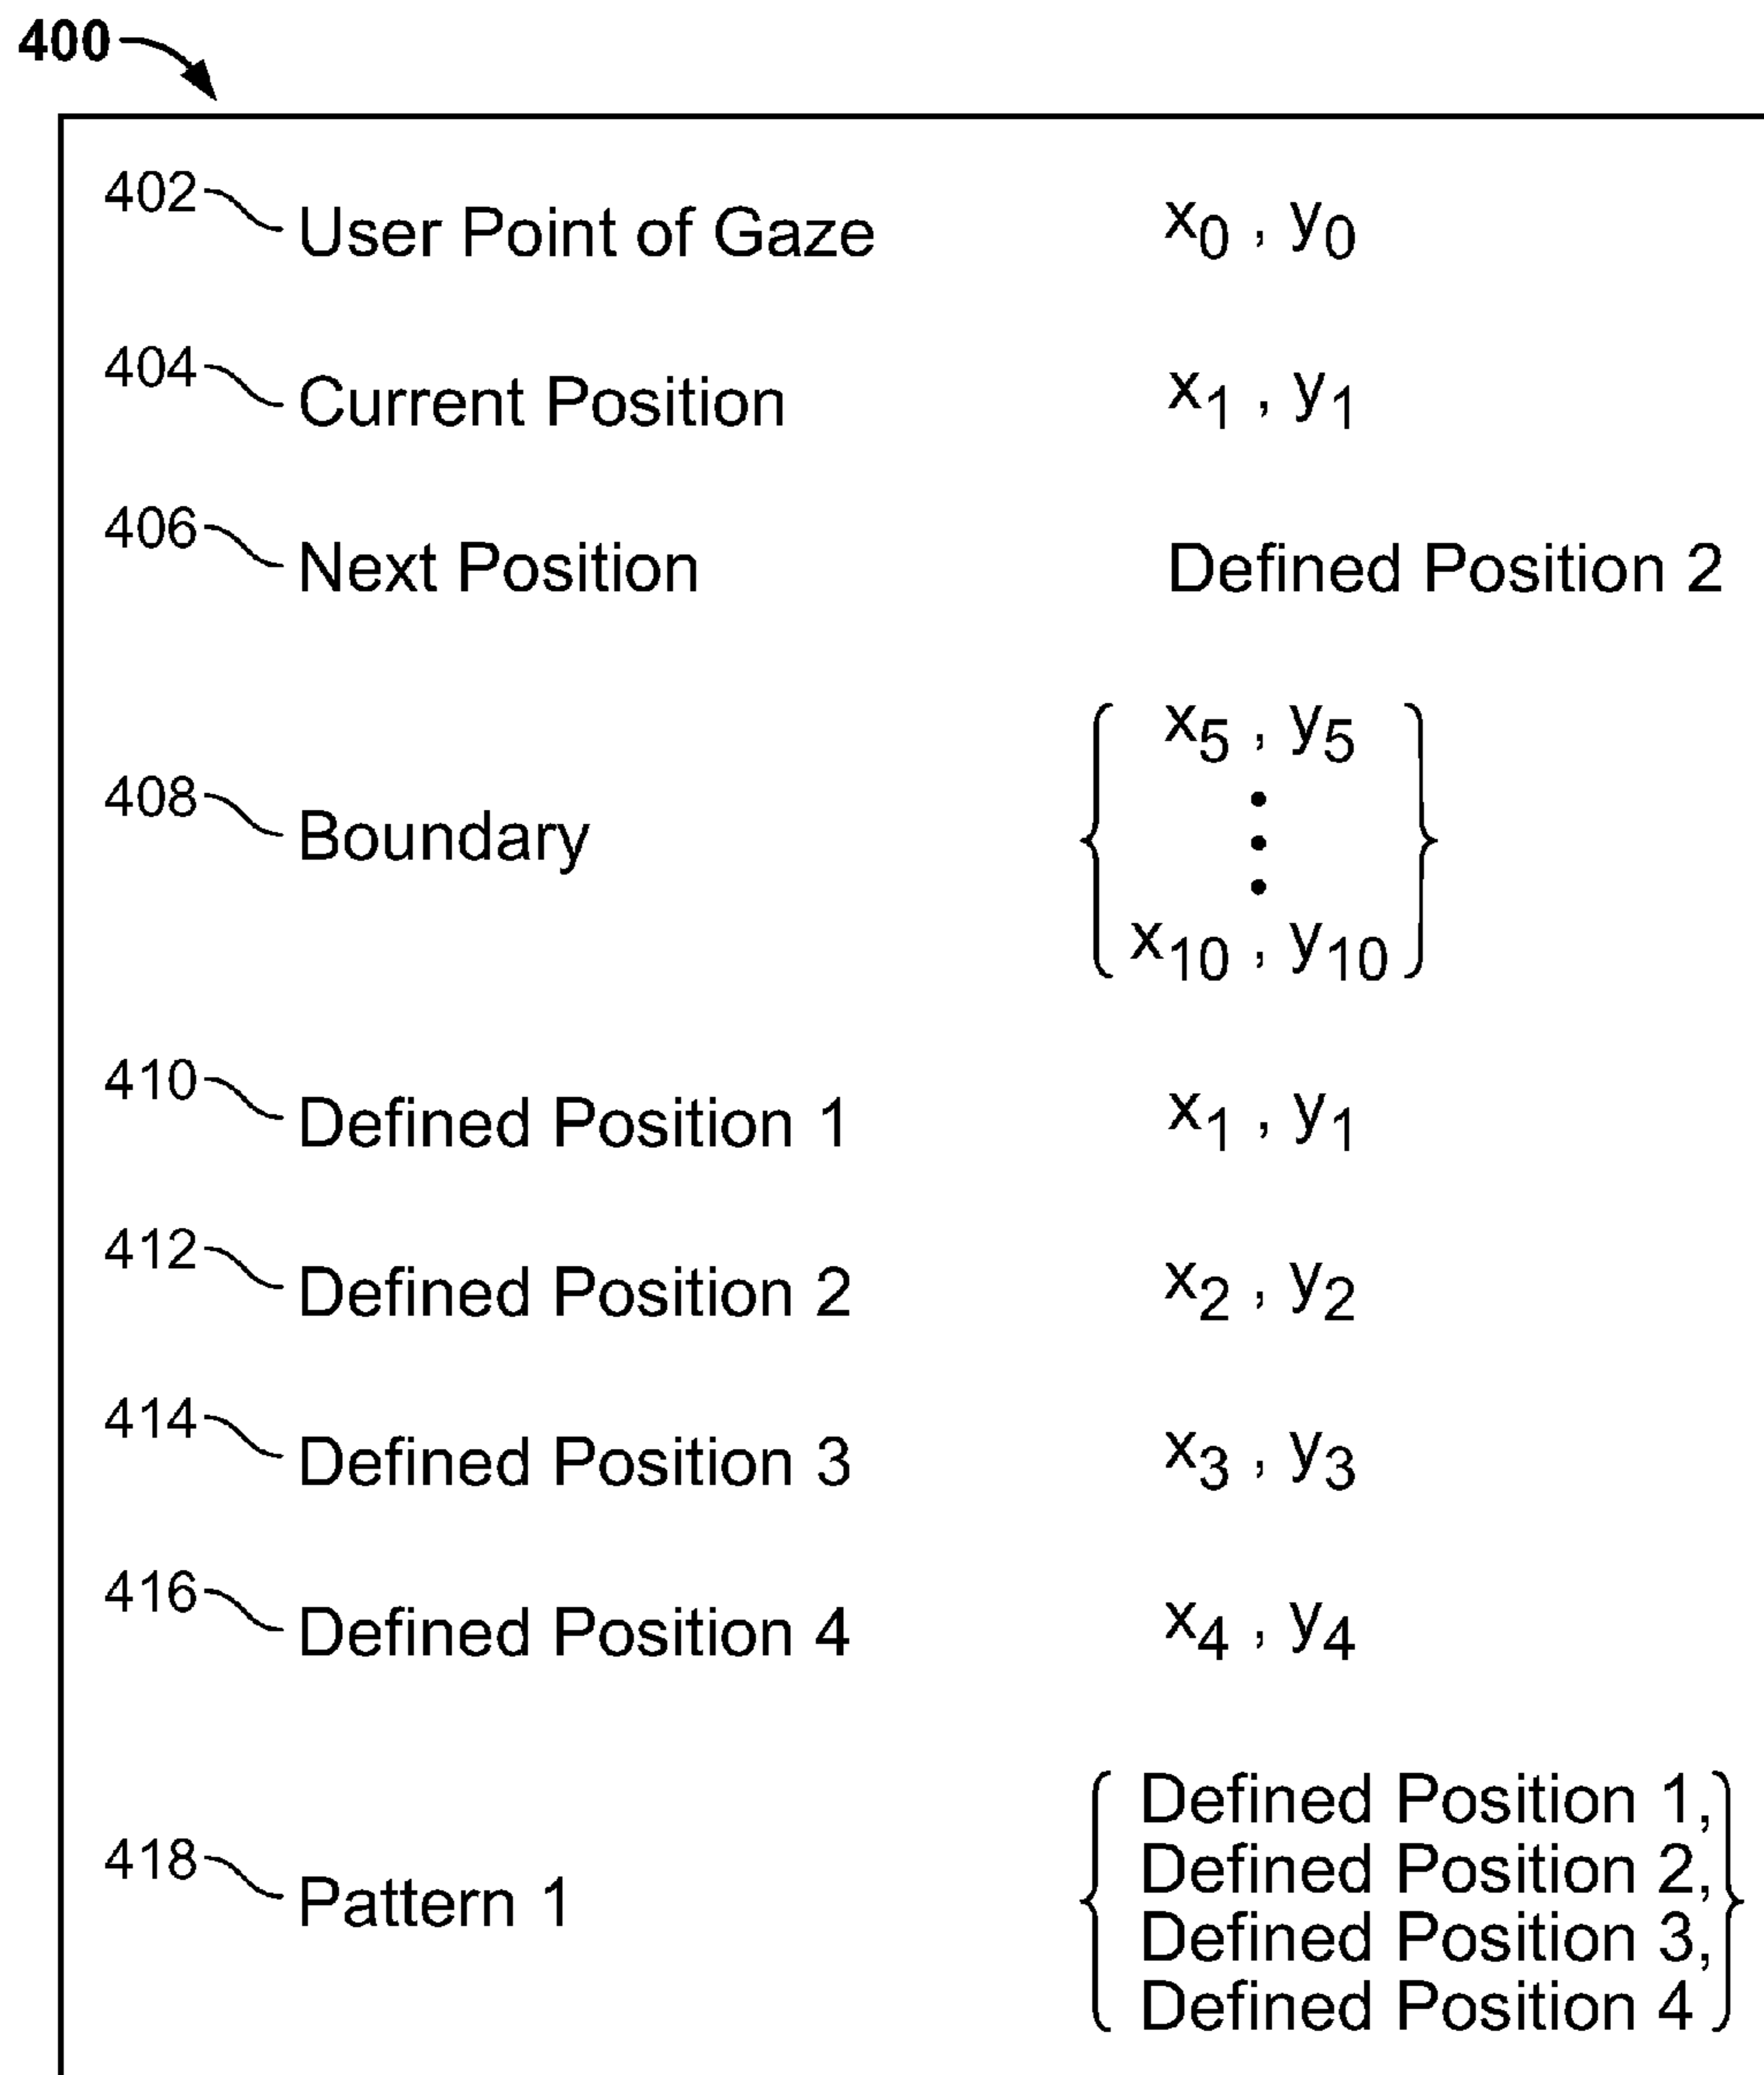 400
402 User Point of Gaze x0 , y0
404 Current Position x1 , y1
406 Next Position Defined Position 2
408 Boundary { x5 , y5
•
•
•
x10 , y10 }
410 Defined Position 1 x1 , y1
412 Defined Position 2 x2 , y2
414 Defined Position 3 x3 , y3
416 Defined Position 4 x4 , y4
418 Pattern 1 { Defined Position 1,
Defined Position 2,
Defined Position 3,
Defined Position 4 }